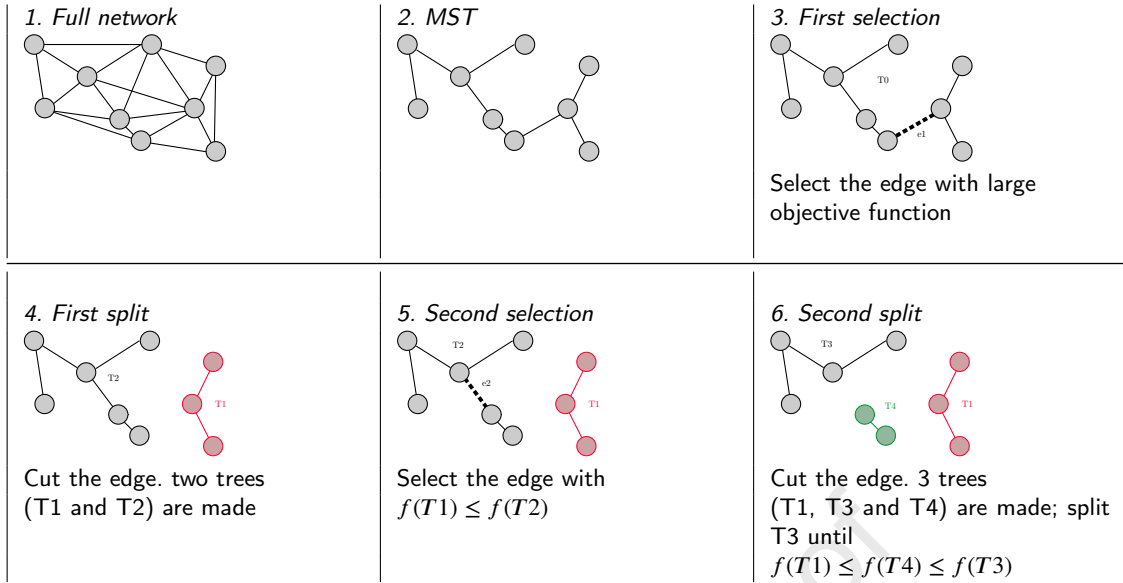 1. Full network
2. MST
3. First selection
T0
e1
Select the edge with large
objective function
4. First split
T2
T1
Cut the edge. two trees
(T1 and T2) are made
5. Second selection
T2
e2
T1
Select the edge with
f(T1) ≤ f(T2)
6. Second split
T3
T4
T1
Cut the edge. 3 trees
(T1, T3 and T4) are made; split
T3 until
f(T1) ≤ f(T4) ≤ f(T3)